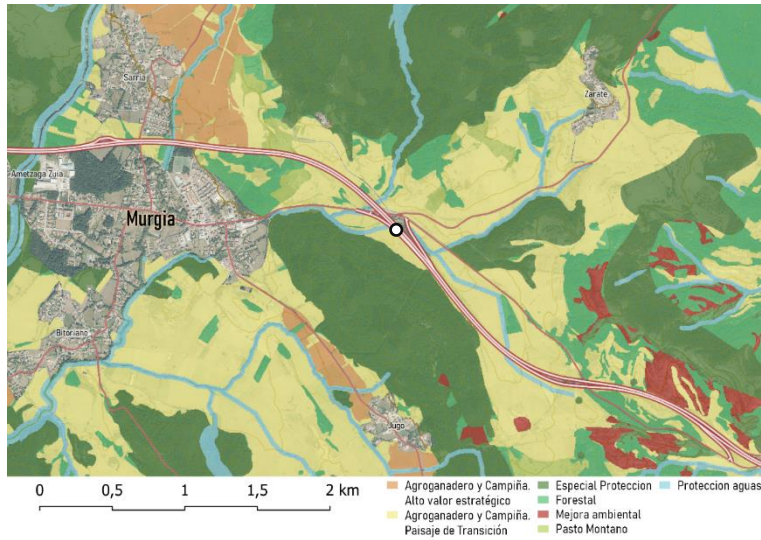 Sarria
Zarate
Ametzaga Zuia
Murgia
Bitoriano
Jugo
0 0,5 1 1,5 2 km
Agroganadero y Campiña.
Alto valor estratégico
Agroganadero y Campiña.
Paisaje de Transición
Especial Proteccion
Forestal
Mejora ambiental
Pasto Montano
Proteccion aguas